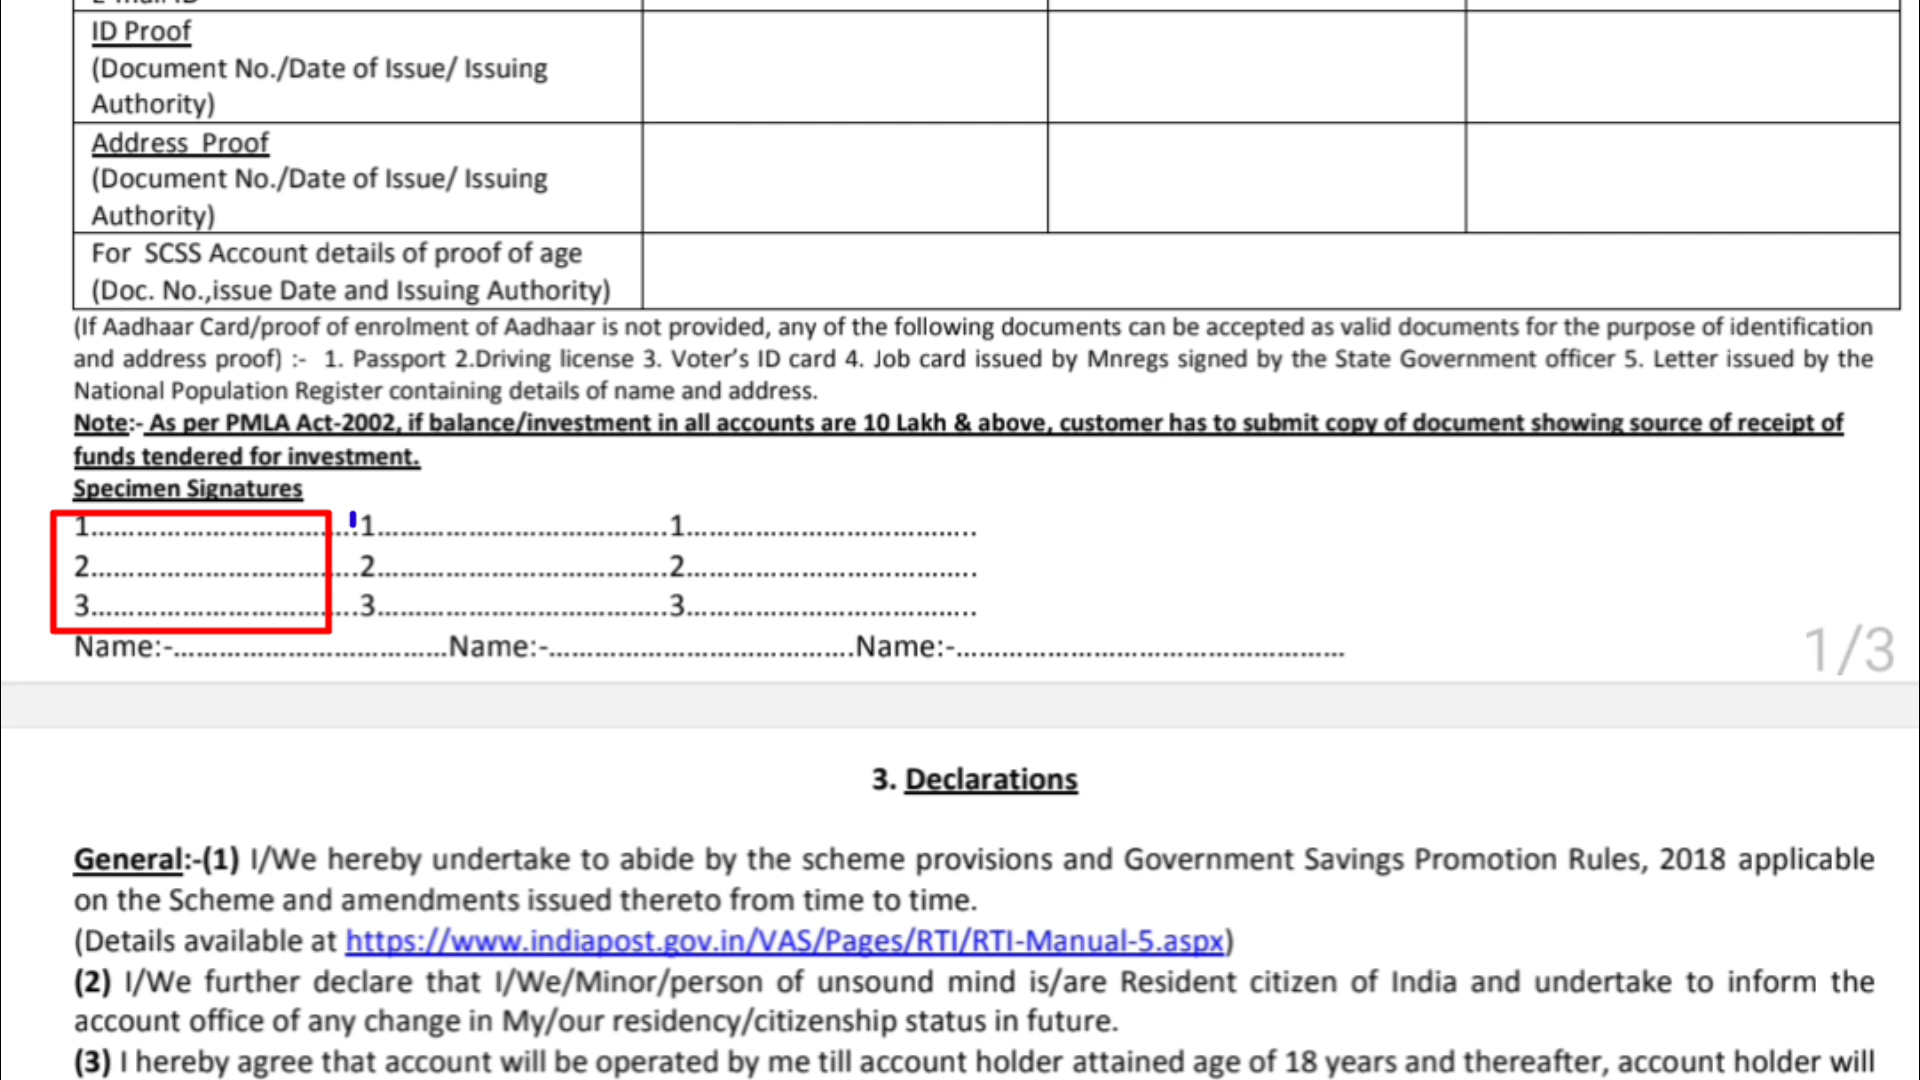 ID Proof
(Document No./Date of Issue/ Issuing
Authority)
Address Proof
(Document No./Date of Issue/ Issuing
Authority)
For SCSS Account details of proof of age
(Doc. No.,issue Date and Issuing Authority)
(If Aadhaar Card/proof of enrolment of Aadhaar is not provided, any of the following documents can be accepted as valid documents for the purpose of identification
and address proof) :- 1. Passport 2.Driving license 3. Voter's ID card 4. Job card issued by Mnregs signed by the State Government officer 5. Letter issued by the
National Population Register containing details of name and address.
Note:- As per PMLA Act-2002, if balance/investment in all accounts are 10 Lakh & above, customer has to submit copy of document showing source of receipt of
funds tendered for investment.
Specimen Signatures
1....................................1....................................1....................................
2....................................2....................................2....................................
3....................................3....................................3....................................
Name:-..................................Name:-......................................Name:-................................................
1/3
3. Declarations
General:-(1) I/We hereby undertake to abide by the scheme provisions and Government Savings Promotion Rules, 2018 applicable
on the Scheme and amendments issued thereto from time to time.
(Details available at https://www.indiapost.gov.in/VAS/Pages/RTI/RTI-Manual-5.aspx)
(2) I/We further declare that I/We/Minor/person of unsound mind is/are Resident citizen of India and undertake to inform the
account office of any change in My/our residency/citizenship status in future.
(3) I hereby agree that account will be operated by me till account holder attained age of 18 years and thereafter, account holder will